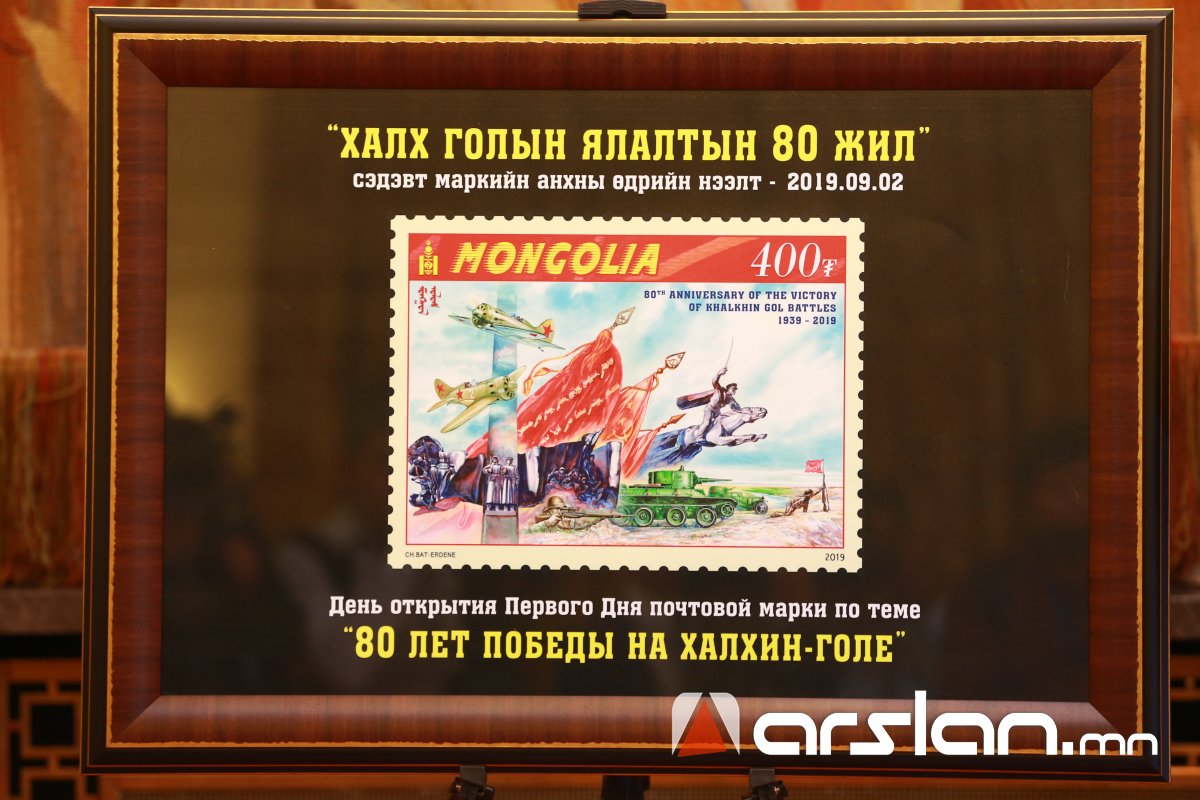 “ХАЛХ ГОЛЫН ЯЛАЛТЫН 80 ЖИЛ”
сэдэвт маркийн анхны өдрийн нээлт - 2019.09.02
MONGOLIA 400₮
80TH ANNIVERSARY OF THE VICTORY
OF KHALKHIN GOL BATTLES
1939 - 2019
CH.BAT-ERDENE 2019
День открытия Первого Дня почтовой марки по теме
“80 ЛЕТ ПОБЕДЫ НА ХАЛХИН-ГОЛЕ”
arslan.mn